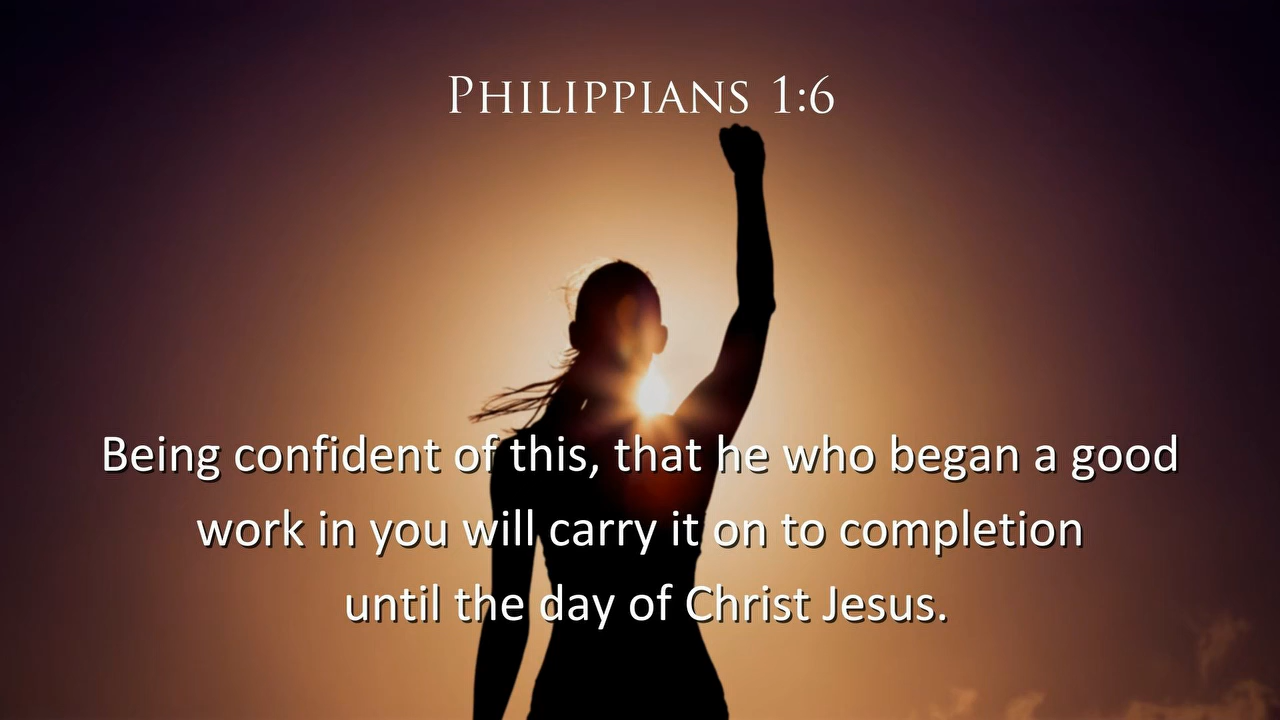 Philippians 1:6
Being confident of this, that he who began a good
work in you will carry it on to completion
until the day of Christ Jesus.